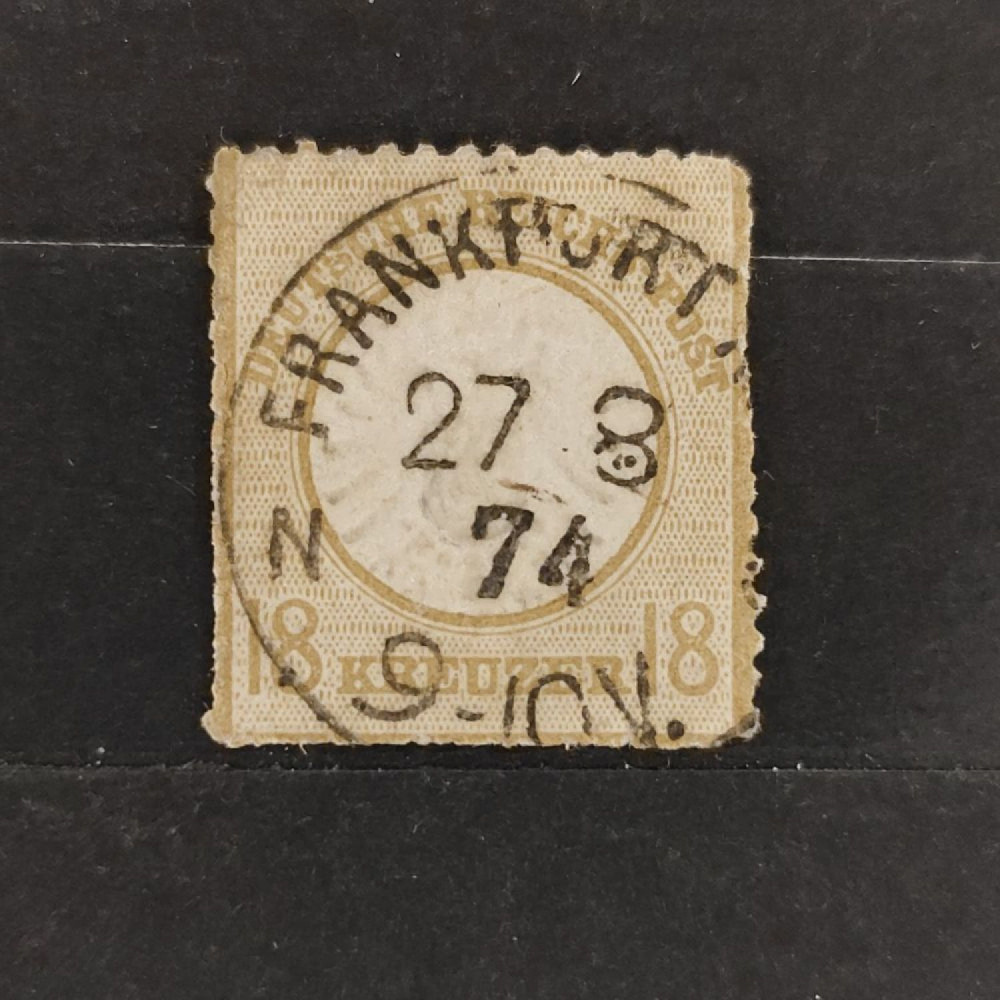 DEUTSCHE REICHS-POST
FRANKFURT
27 8
N 74
18 KREUZER 18
9-10V.